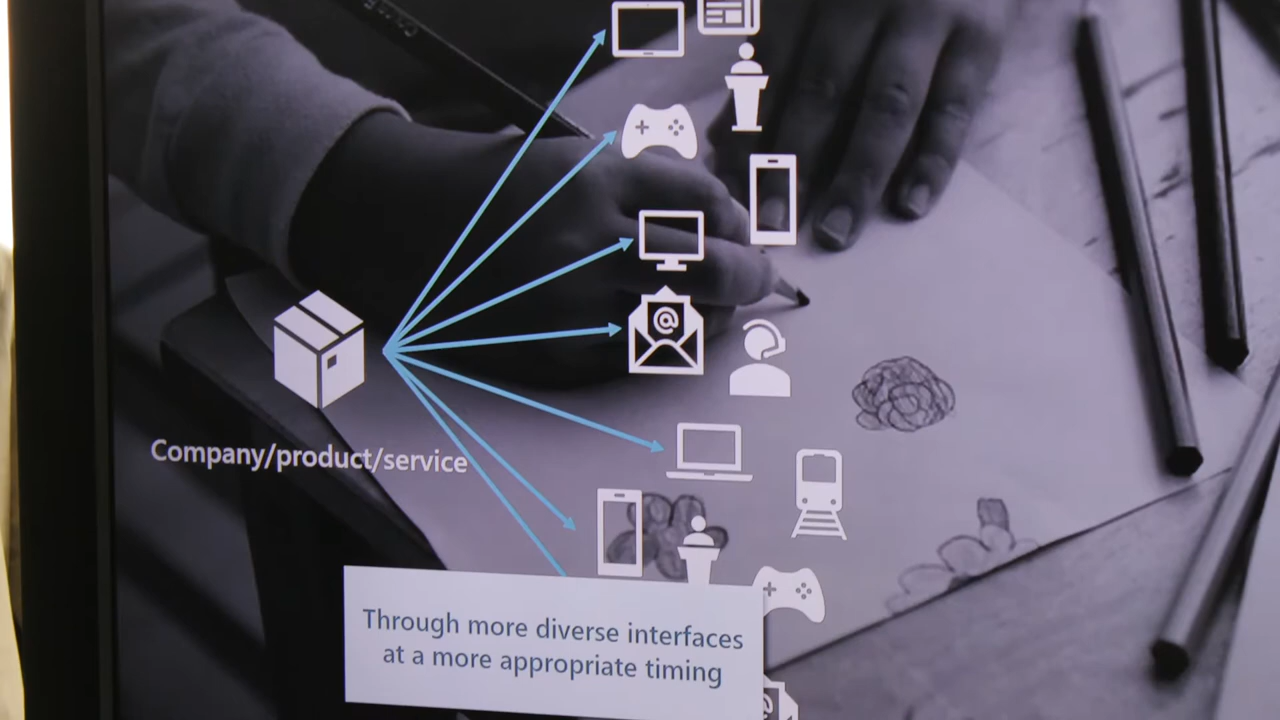 Company/product/service
Through more diverse interfaces
at a more appropriate timing